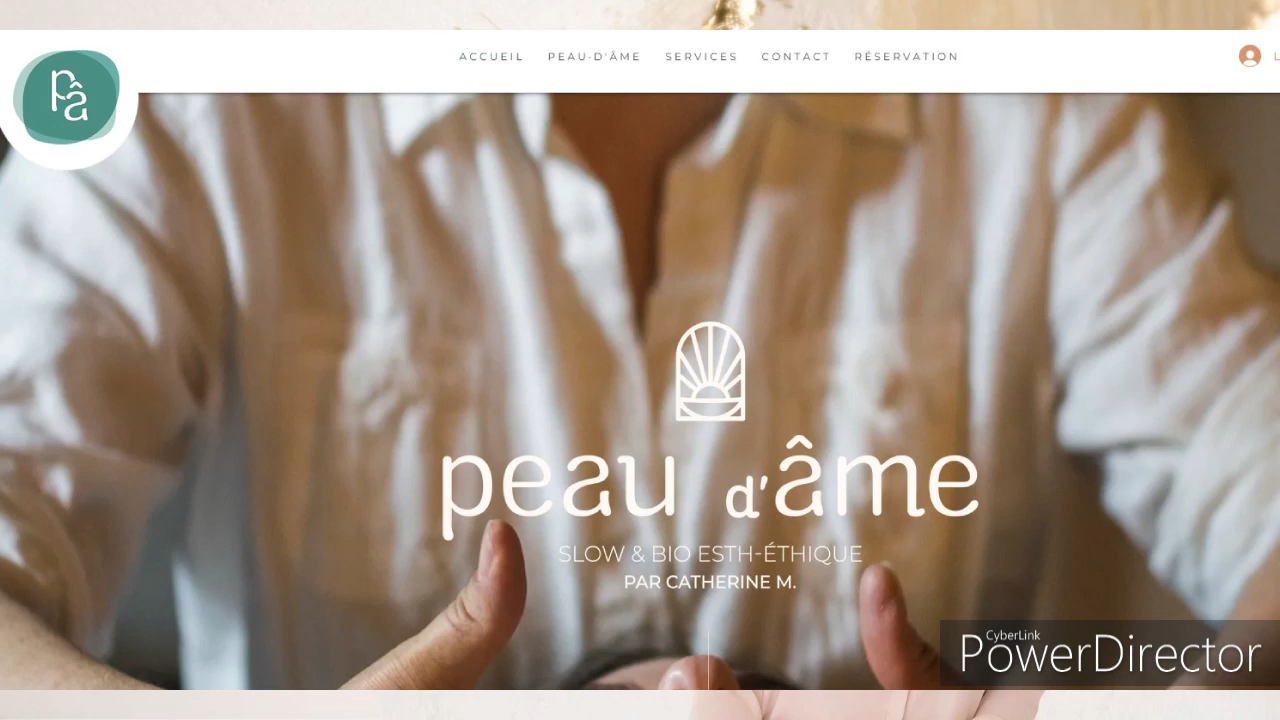 ACCUEIL PEAU·D'ÂME SERVICES CONTACT RÉSERVATION
pâ
peau d'âme
SLOW & BIO ESTH-ÉTHIQUE
PAR CATHERINE M.
CyberLink
PowerDirector